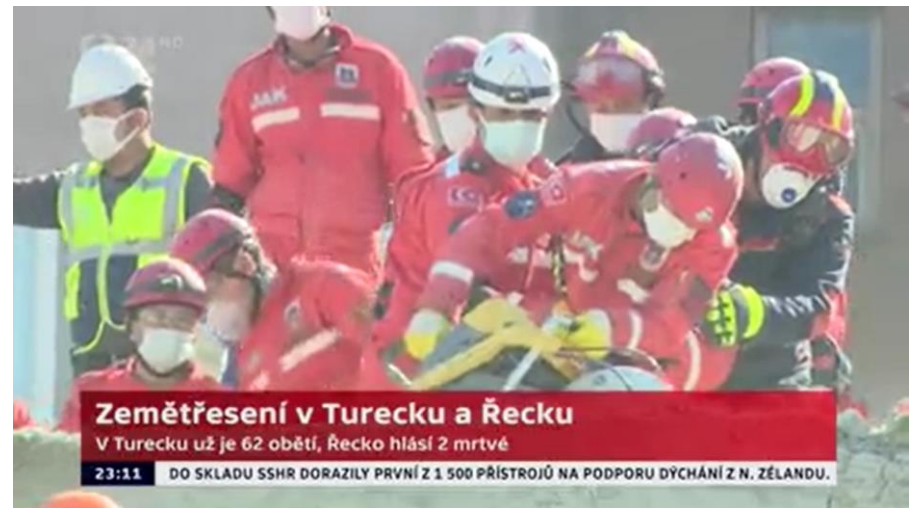 JAK
Zemětřesení v Turecku a Řecku
V Turecku už je 62 obětí, Řecko hlásí 2 mrtvé
23:11 DO SKLADU SSHR DORAZILY PRVNÍ Z 1 500 PŘÍSTROJŮ NA PODPORU DÝCHÁNÍ Z N. ZÉLANDU.